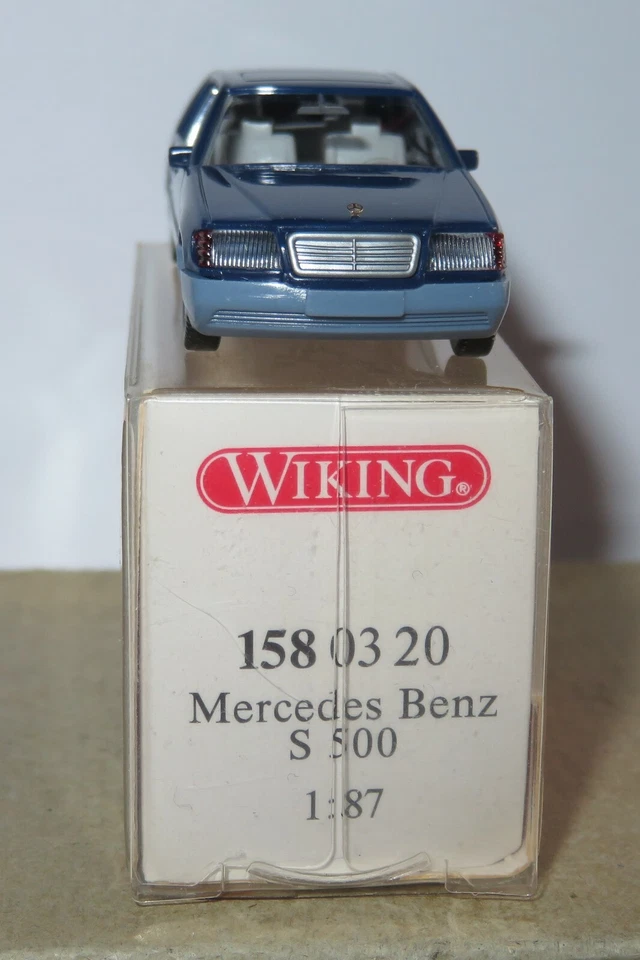 WIKING®
158 03 20
Mercedes Benz
S 500
1:87